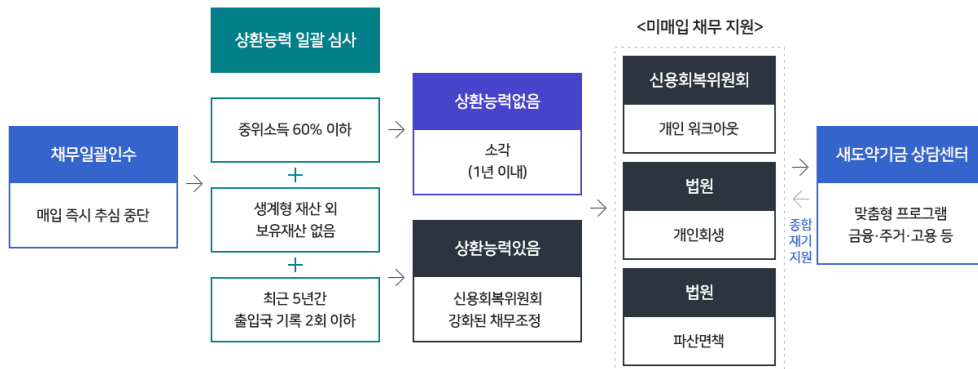 채무일괄인수
매입 즉시 추심 중단
상환능력 일괄 심사
중위소득 60% 이하
+
생계형 재산 외
보유재산 없음
+
최근 5년간
출입국 기록 2회 이하
상환능력없음
소각
(1년 이내)
상환능력있음
신용회복위원회
강화된 채무조정
<미매입 채무 지원>
신용회복위원회
개인 워크아웃
법원
개인회생
법원
파산면책
종합
재기
지원
새도약기금 상담센터
맞춤형 프로그램
금융·주거·고용 등